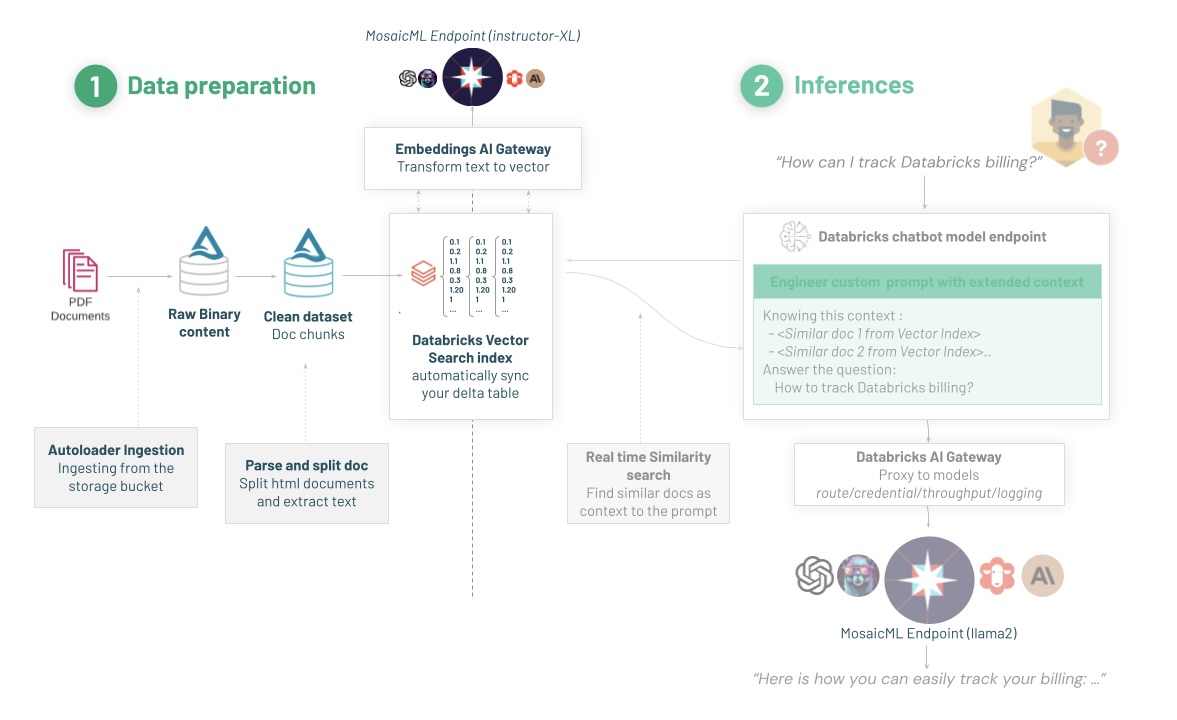 MosaicML Endpoint (instructor-XL)
1 Data preparation
Embeddings AI Gateway
Transform text to vector
PDF
Documents
Raw Binary
content
Clean dataset
Doc chunks
0.1 0.1 0.1
0.2 0.2 0.2
1.1 1.1 1.1
0.8 0.8 0.8
0.3 0.3 0.3
1.20 1.20 1.20
1 1 1
... ... ...
Databricks Vector
Search index
automatically sync
your delta table
Autoloader Ingestion
Ingesting from the
storage bucket
Parse and split doc
Split html documents
and extract text
Real time Similarity
search
Find similar docs as
context to the prompt
2 Inferences
?
“How can I track Databricks billing?”
Databricks chatbot model endpoint
Engineer custom prompt with extended context
Knowing this context :
- <Similar doc 1 from Vector Index>
- <Similar doc 2 from Vector Index>..
Answer the question:
How to track Databricks billing?
Databricks AI Gateway
Proxy to models
route/credential/throughput/logging
MosaicML Endpoint (llama2)
“Here is how you can easily track your billing: ...”